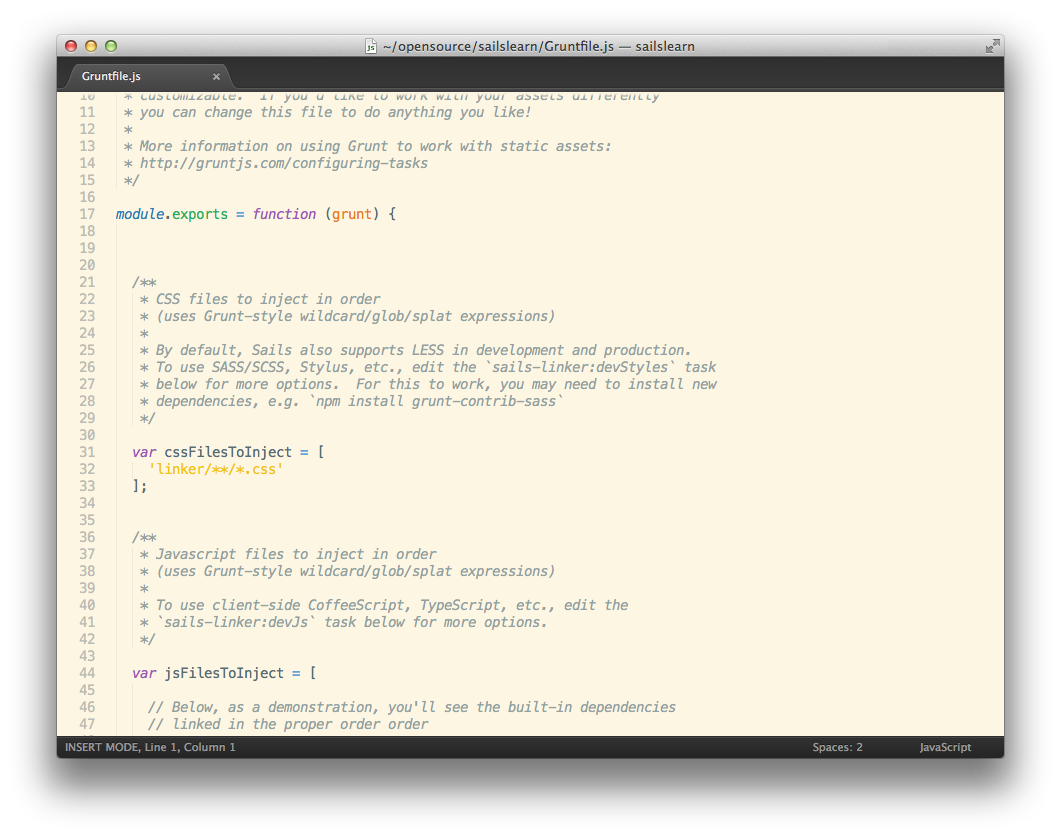 ~/opensource/sailslearn/Gruntfile.js — sailslearn
Gruntfile.js
10 * customizable.  If you'd like to work with your assets differently
11 * you can change this file to do anything you like!
12 *
13 * More information on using Grunt to work with static assets:
14 * http://gruntjs.com/configuring-tasks
15 */
16
17 module.exports = function (grunt) {
18
19
20
21 /**
22 * CSS files to inject in order
23 * (uses Grunt-style wildcard/glob/splat expressions)
24 *
25 * By default, Sails also supports LESS in development and production.
26 * To use SASS/SCSS, Stylus, etc., edit the `sails-linker:devStyles` task
27 * below for more options.  For this to work, you may need to install new
28 * dependencies, e.g. `npm install grunt-contrib-sass`
29 */
30
31 var cssFilesToInject = [
32 'linker/**/*.css'
33 ];
34
35
36 /**
37 * Javascript files to inject in order
38 * (uses Grunt-style wildcard/glob/splat expressions)
39 *
40 * To use client-side CoffeeScript, TypeScript, etc., edit the
41 * `sails-linker:devJs` task below for more options.
42 */
43
44 var jsFilesToInject = [
45
46 // Below, as a demonstration, you'll see the built-in dependencies
47 // linked in the proper order order
INSERT MODE, Line 1, Column 1
Spaces: 2
JavaScript